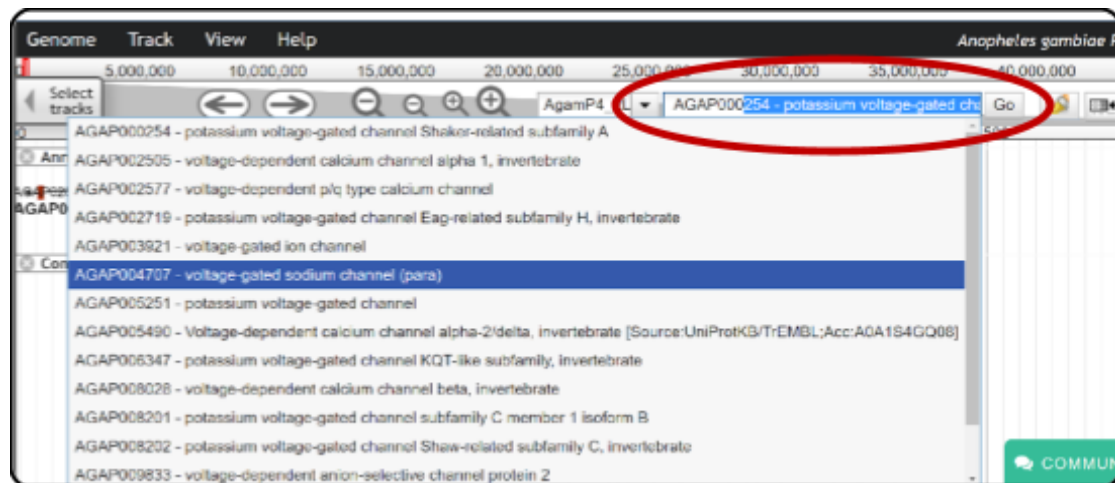 Genome Track View Help Anopheles gambiae
5,000,000 10,000,000 15,000,000 20,000,000 25,000,000 30,000,000 35,000,000 40,000,000
Select tracks AgamP4 AGAP000254 - potassium voltage-gated cha Go
AGAP000254 - potassium voltage-gated channel Shaker-related subfamily A
AGAP002505 - voltage-dependent calcium channel alpha 1, invertebrate
AGAP002577 - voltage-dependent p/q type calcium channel
AGAP002719 - potassium voltage-gated channel Eag-related subfamily H, invertebrate
AGAP003921 - voltage-gated ion channel
AGAP004707 - voltage-gated sodium channel (para)
AGAP005251 - potassium voltage-gated channel
AGAP005490 - Voltage-dependent calcium channel alpha-2/delta, invertebrate [Source:UniProtKB/TrEMBL;Acc:A0A1S4GQ08]
AGAP006347 - potassium voltage-gated channel KQT-like subfamily, invertebrate
AGAP008028 - voltage-dependent calcium channel beta, invertebrate
AGAP008201 - potassium voltage-gated channel subfamily C member 1 isoform B
AGAP008202 - potassium voltage-gated channel Shaw-related subfamily C, invertebrate
AGAP009833 - voltage-dependent anion-selective channel protein 2
COMMUN